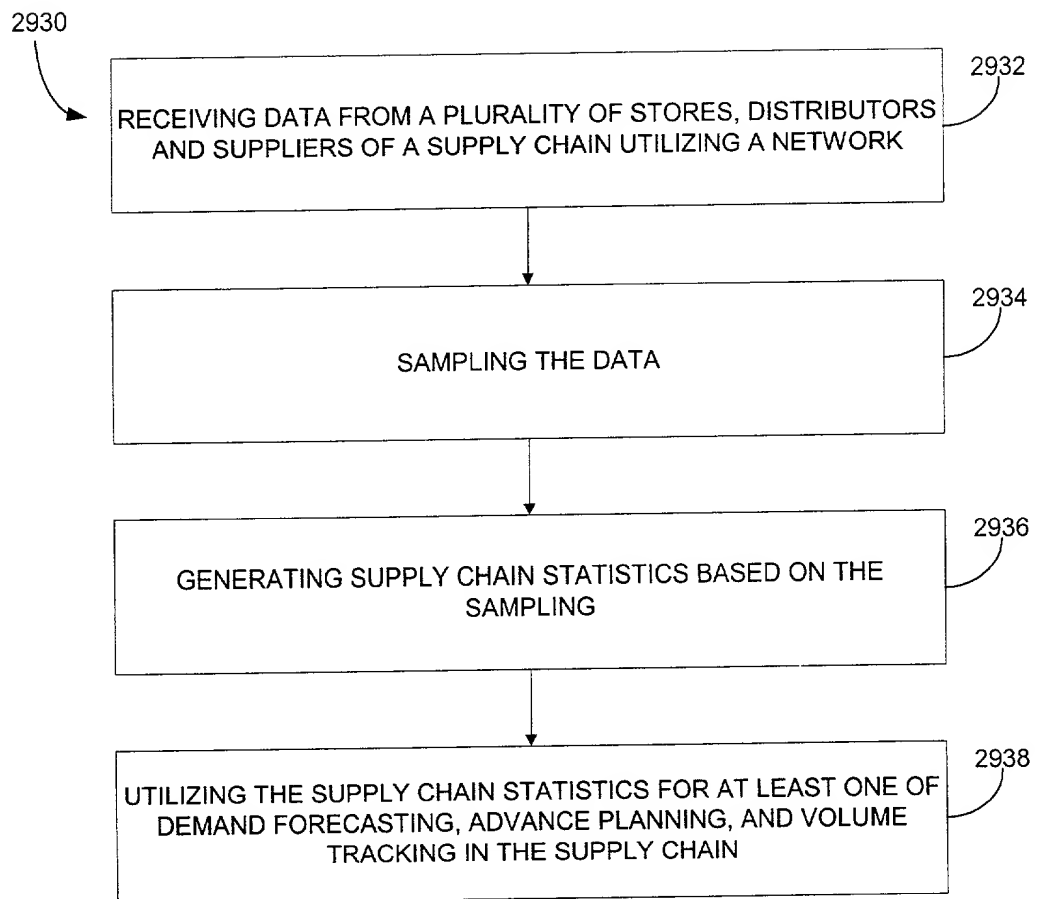 2930
2932
RECEIVING DATA FROM A PLURALITY OF STORES, DISTRIBUTORS
AND SUPPLIERS OF A SUPPLY CHAIN UTILIZING A NETWORK
2934
SAMPLING THE DATA
2936
GENERATING SUPPLY CHAIN STATISTICS BASED ON THE
SAMPLING
2938
UTILIZING THE SUPPLY CHAIN STATISTICS FOR AT LEAST ONE OF
DEMAND FORECASTING, ADVANCE PLANNING, AND VOLUME
TRACKING IN THE SUPPLY CHAIN